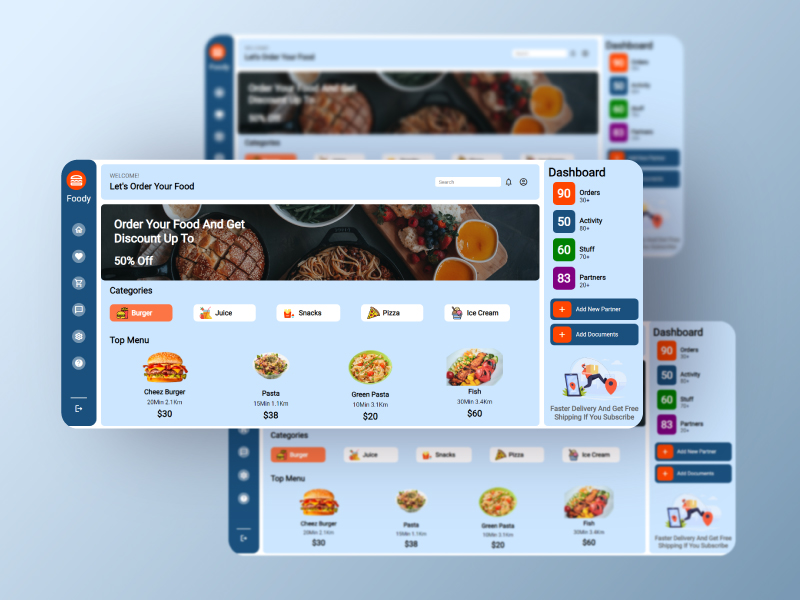 Foody
WELCOME!
Let's Order Your Food
Search
Order Your Food And Get
Discount Up To
50% Off
Categories
Burger
Juice
Snacks
Pizza
Ice Cream
Top Menu
Cheez Burger
20Min 2.1Km
$30
Pasta
15Min 1.1Km
$38
Green Pasta
10Min 3.1Km
$20
Fish
30Min 3.4Km
$60
Dashboard
90
Orders
30+
50
Activity
80+
60
Stuff
70+
83
Partners
20+
+ Add New Partner
+ Add Documents
Faster Delivery And Get Free
Shipping If You Subscribe
Foody
WELCOME!
Let's Order Your Food
Order Your Food And Get
Discount Up To
50% Off
Categories
Dashboard
90
Orders
50
Activity
60
Stuff
83
Partners
Categories
Burger
Juice
Snacks
Pizza
Ice Cream
Top Menu
Cheez Burger
20Min 2.1Km
$30
Pasta
15Min 1.1Km
$38
Green Pasta
10Min 3.1Km
$20
Fish
30Min 3.4Km
$60
Dashboard
90
Orders
30+
50
Activity
80+
60
Stuff
70+
83
Partners
20+
+ Add New Partner
+ Add Documents
Faster Delivery And Get Free
Shipping If You Subscribe